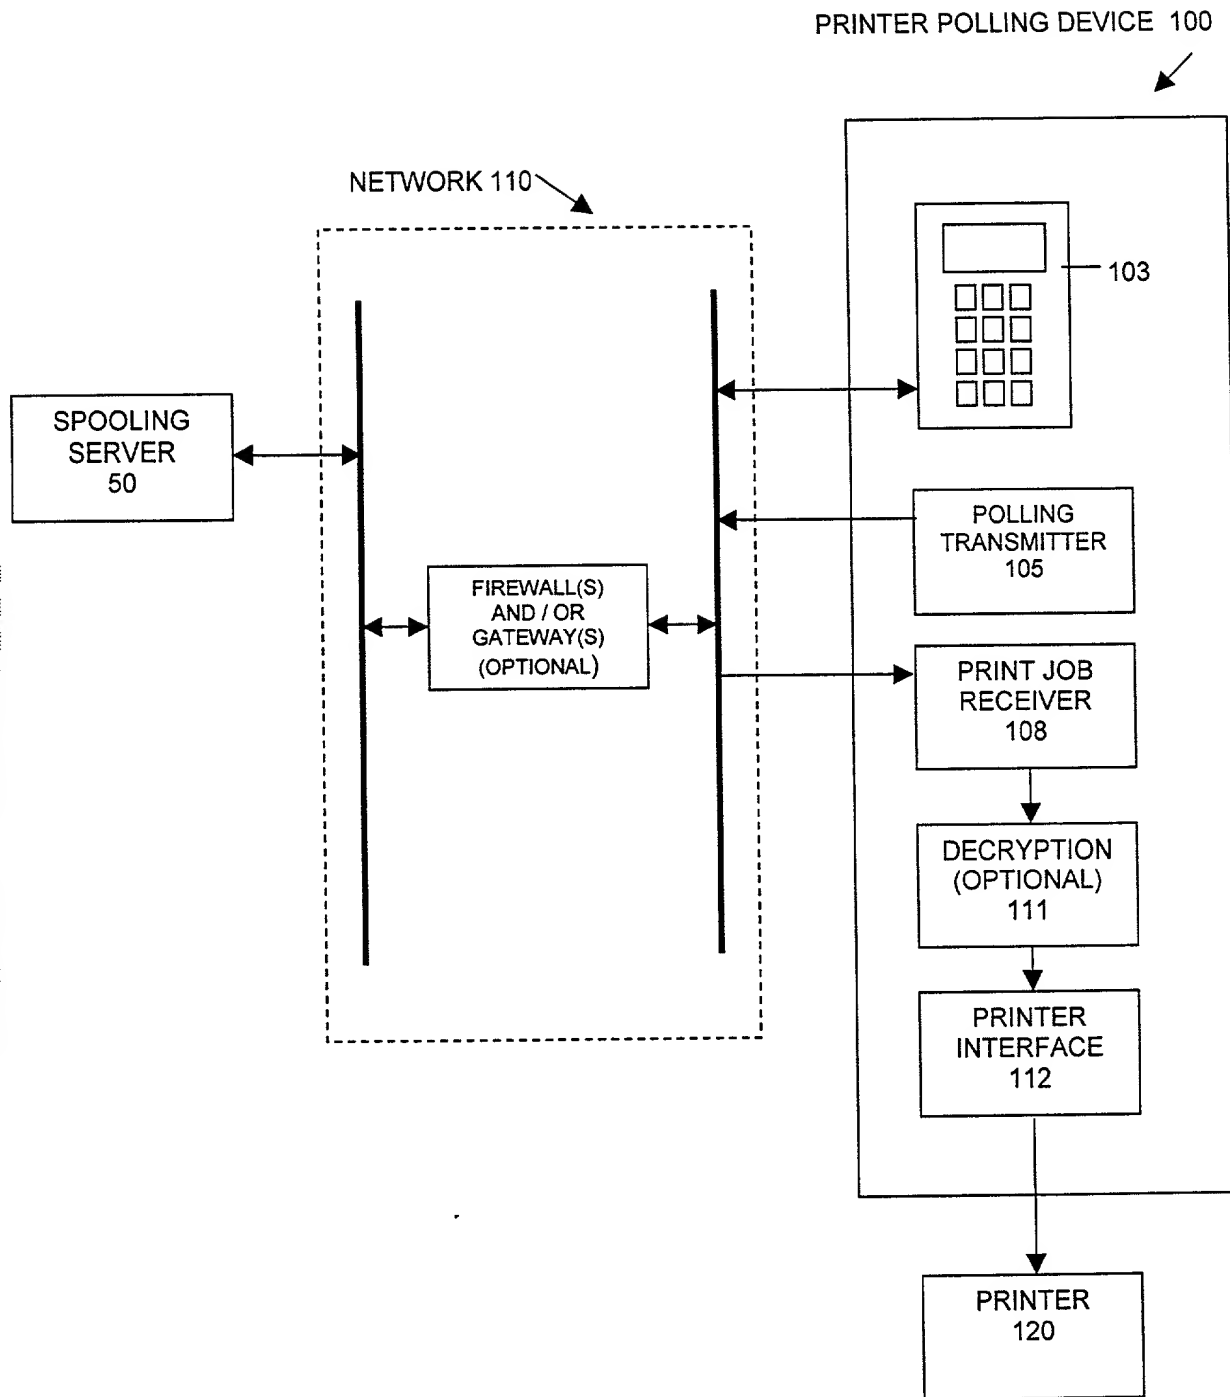 PRINTER POLLING DEVICE 100
NETWORK 110
103
SPOOLING
SERVER
50
POLLING
TRANSMITTER
105
FIREWALL(S)
AND / OR
GATEWAY(S)
(OPTIONAL)
PRINT JOB
RECEIVER
108
DECRYPTION
(OPTIONAL)
111
PRINTER
INTERFACE
112
PRINTER
120